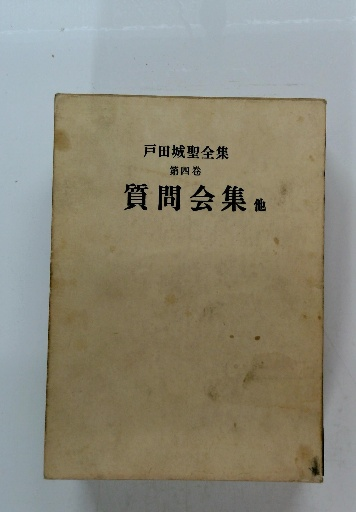 戸田城聖全集
第四巻
質問会集 他